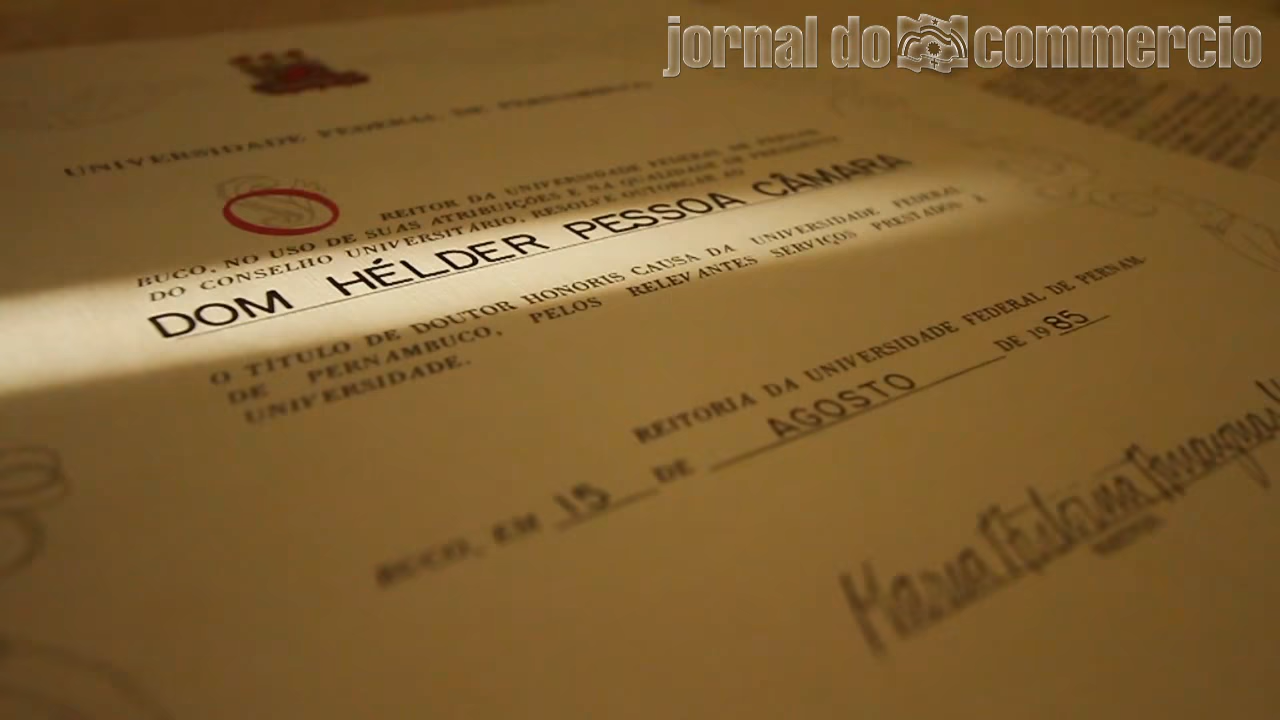 jornal do commercio
UNIVERSIDADE FEDERAL DE PERNAMBUCO
REITOR DA UNIVERSIDADE FEDERAL DE PERNAM-
BUCO, NO USO DE SUAS ATRIBUIÇÕES E NA QUALIDADE DE PRESIDENTE
DO CONSELHO UNIVERSITÁRIO, RESOLVE OUTORGAR AO
DOM HÉLDER PESSOA CÂMARA
O TÍTULO DE DOUTOR HONORIS CAUSA DA UNIVERSIDADE FEDERAL
DE PERNAMBUCO, PELOS RELEVANTES SERVIÇOS PRESTADOS À
UNIVERSIDADE.
REITORIA DA UNIVERSIDADE FEDERAL DE PERNAM-
BUCO, EM 15 DE AGOSTO DE 1985
Maria